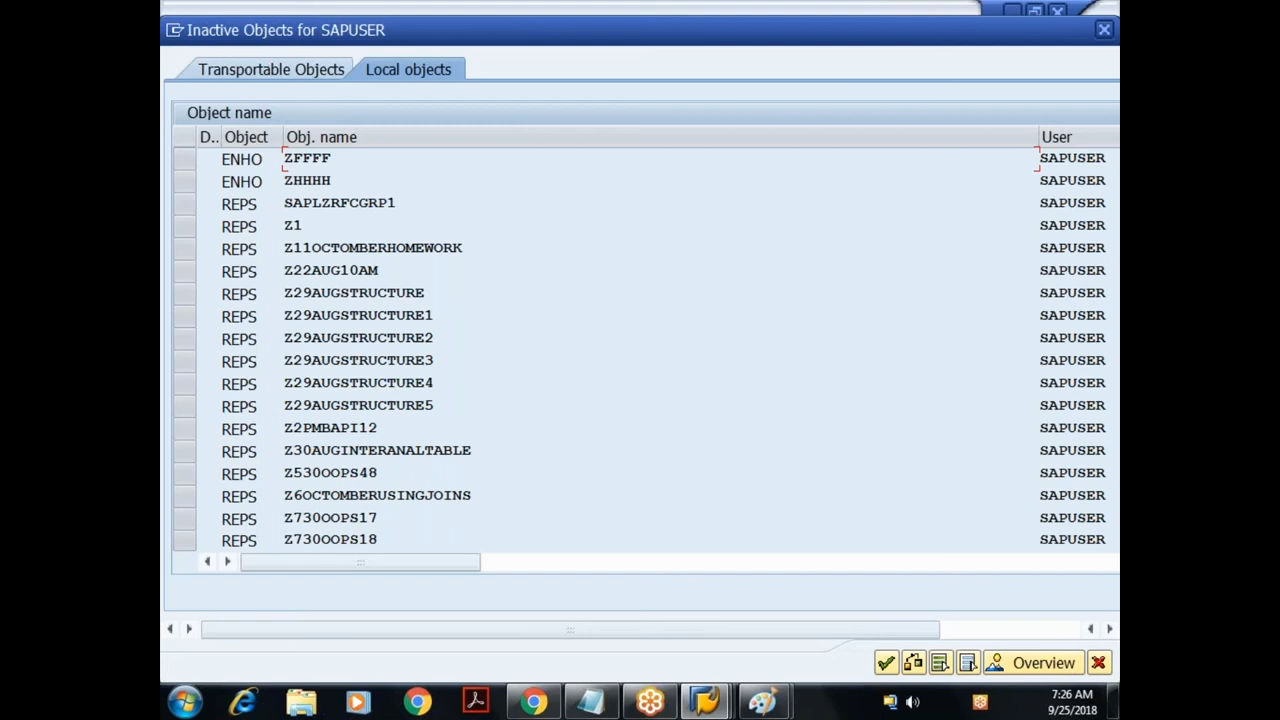 Inactive Objects for SAPUSER
Transportable Objects Local objects
Object name
D.. Object Obj. name User
ENHO ZFFFF SAPUSER
ENHO ZHHHH SAPUSER
REPS SAPLZRFCGRP1 SAPUSER
REPS Z1 SAPUSER
REPS Z11OCTOMBERHOMEWORK SAPUSER
REPS Z22AUG10AM SAPUSER
REPS Z29AUGSTRUCTURE SAPUSER
REPS Z29AUGSTRUCTURE1 SAPUSER
REPS Z29AUGSTRUCTURE2 SAPUSER
REPS Z29AUGSTRUCTURE3 SAPUSER
REPS Z29AUGSTRUCTURE4 SAPUSER
REPS Z29AUGSTRUCTURE5 SAPUSER
REPS Z2PMBAPI12 SAPUSER
REPS Z30AUGINTERANALTABLE SAPUSER
REPS Z530OOPS48 SAPUSER
REPS Z6OCTOMBERUSINGJOINS SAPUSER
REPS Z730OOPS17 SAPUSER
REPS Z730OOPS18 SAPUSER
Overview
7:26 AM
9/25/2018